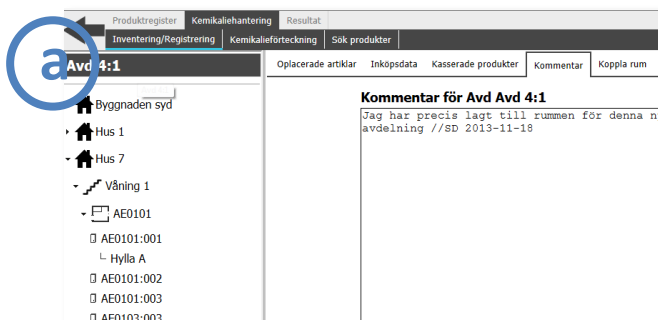 Produktregister Kemikaliehantering Resultat
Inventering/Registrering Kemikalieförteckning Sök produkter
a
Avd 4:1
Oplacerade artiklar Inköpsdata Kasserade produkter Kommentar Koppla rum
Byggnaden syd
Hus 1
Hus 7
Våning 1
AE0101
AE0101:001
Hylla A
AE0101:002
AE0101:003
AE0103:003
Kommentar för Avd Avd 4:1
Jag har precis lagt till rummen för denna n
avdelning //SD 2013-11-18